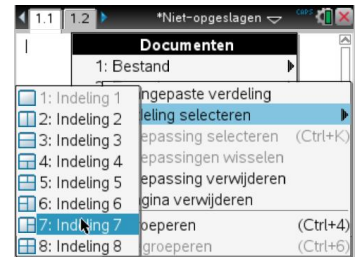 1.1 1.2 *Niet-opgeslagen CAPS
Documenten
1: Bestand
ngepaste verdeling
1: Indeling 1
2: Indeling 2 eling selecteren
3: Indeling 3 epassing selecteren (Ctrl+K)
4: Indeling 4 epassingen wisselen
5: Indeling 5 epassing verwijderen
6: Indeling 6 gina verwijderen
7: Indeling 7 oeperen (Ctrl+4)
8: Indeling 8 groeperen (Ctrl+6)